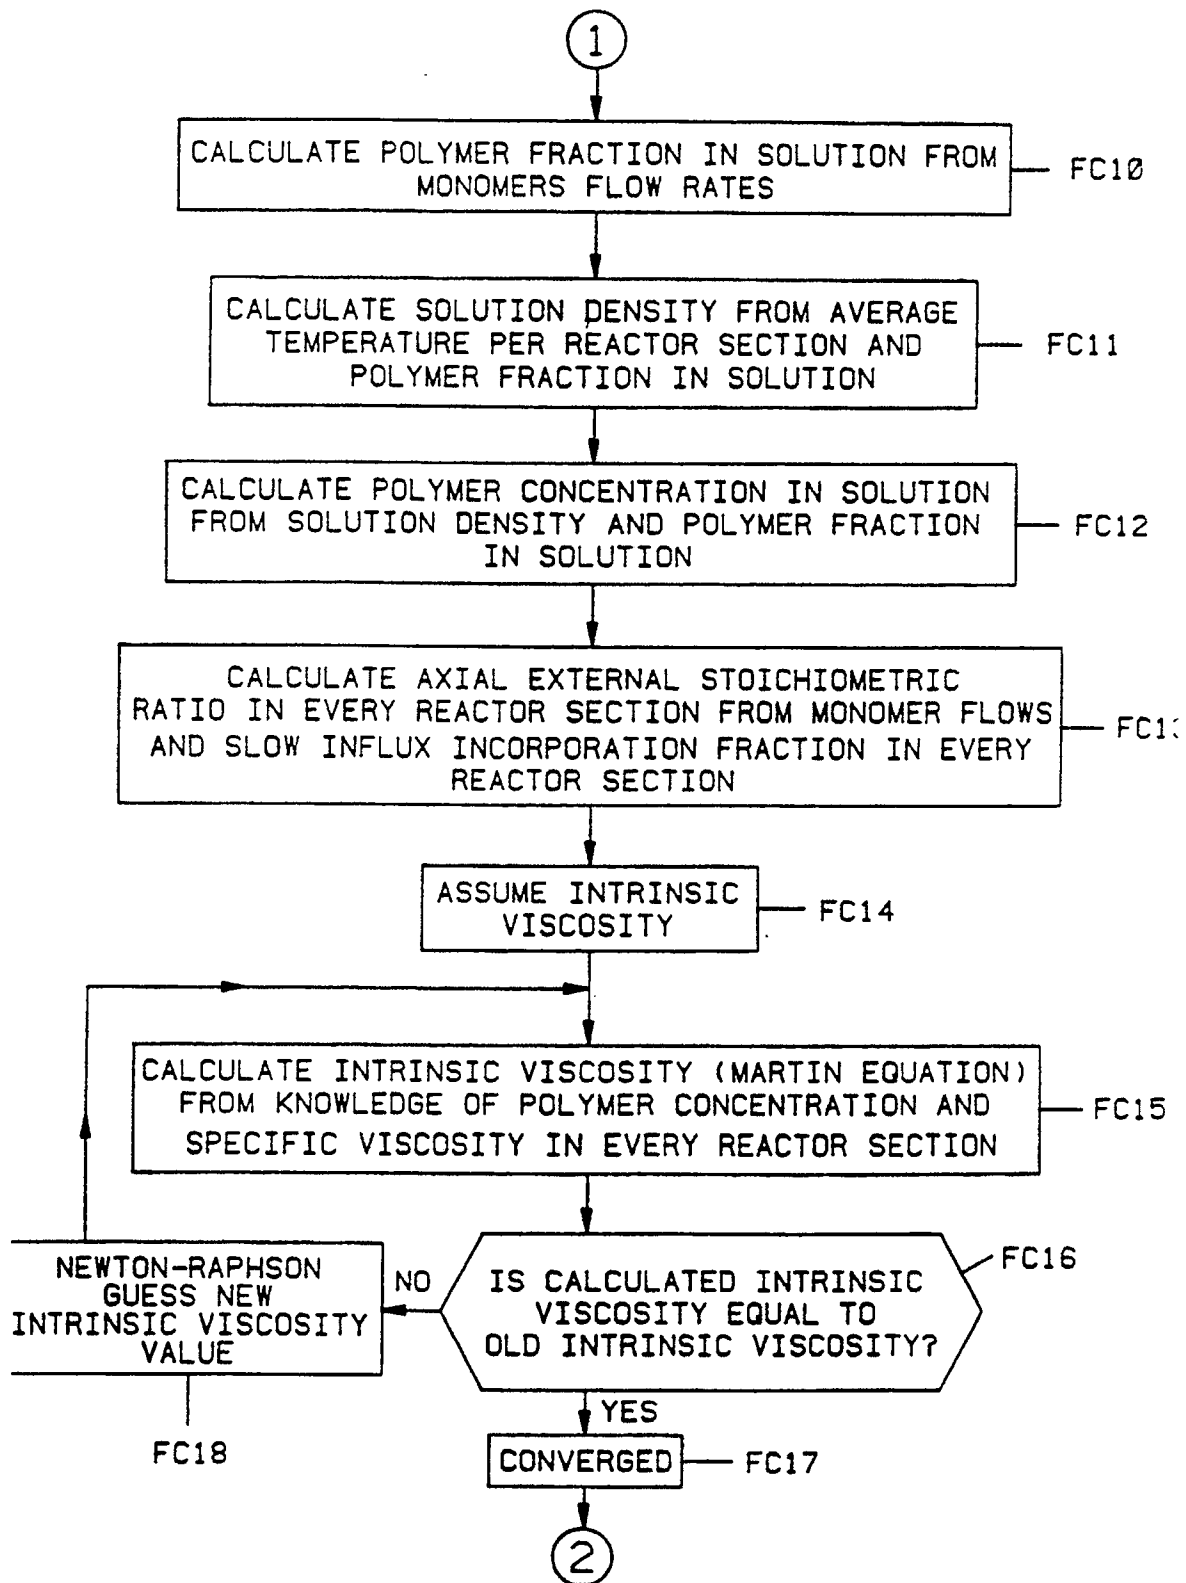 1
CALCULATE POLYMER FRACTION IN SOLUTION FROM
MONOMERS FLOW RATES
FC10
CALCULATE SOLUTION DENSITY FROM AVERAGE
TEMPERATURE PER REACTOR SECTION AND
POLYMER FRACTION IN SOLUTION
FC11
CALCULATE POLYMER CONCENTRATION IN SOLUTION
FROM SOLUTION DENSITY AND POLYMER FRACTION
IN SOLUTION
FC12
CALCULATE AXIAL EXTERNAL STOICHIOMETRIC
RATIO IN EVERY REACTOR SECTION FROM MONOMER FLOWS
AND SLOW INFLUX INCORPORATION FRACTION IN EVERY
REACTOR SECTION
FC13
ASSUME INTRINSIC
VISCOSITY
FC14
CALCULATE INTRINSIC VISCOSITY (MARTIN EQUATION)
FROM KNOWLEDGE OF POLYMER CONCENTRATION AND
SPECIFIC VISCOSITY IN EVERY REACTOR SECTION
FC15
IS CALCULATED INTRINSIC
VISCOSITY EQUAL TO
OLD INTRINSIC VISCOSITY?
FC16
NO
NEWTON-RAPHSON
GUESS NEW
INTRINSIC VISCOSITY
VALUE
FC18
YES
CONVERGED
FC17
2